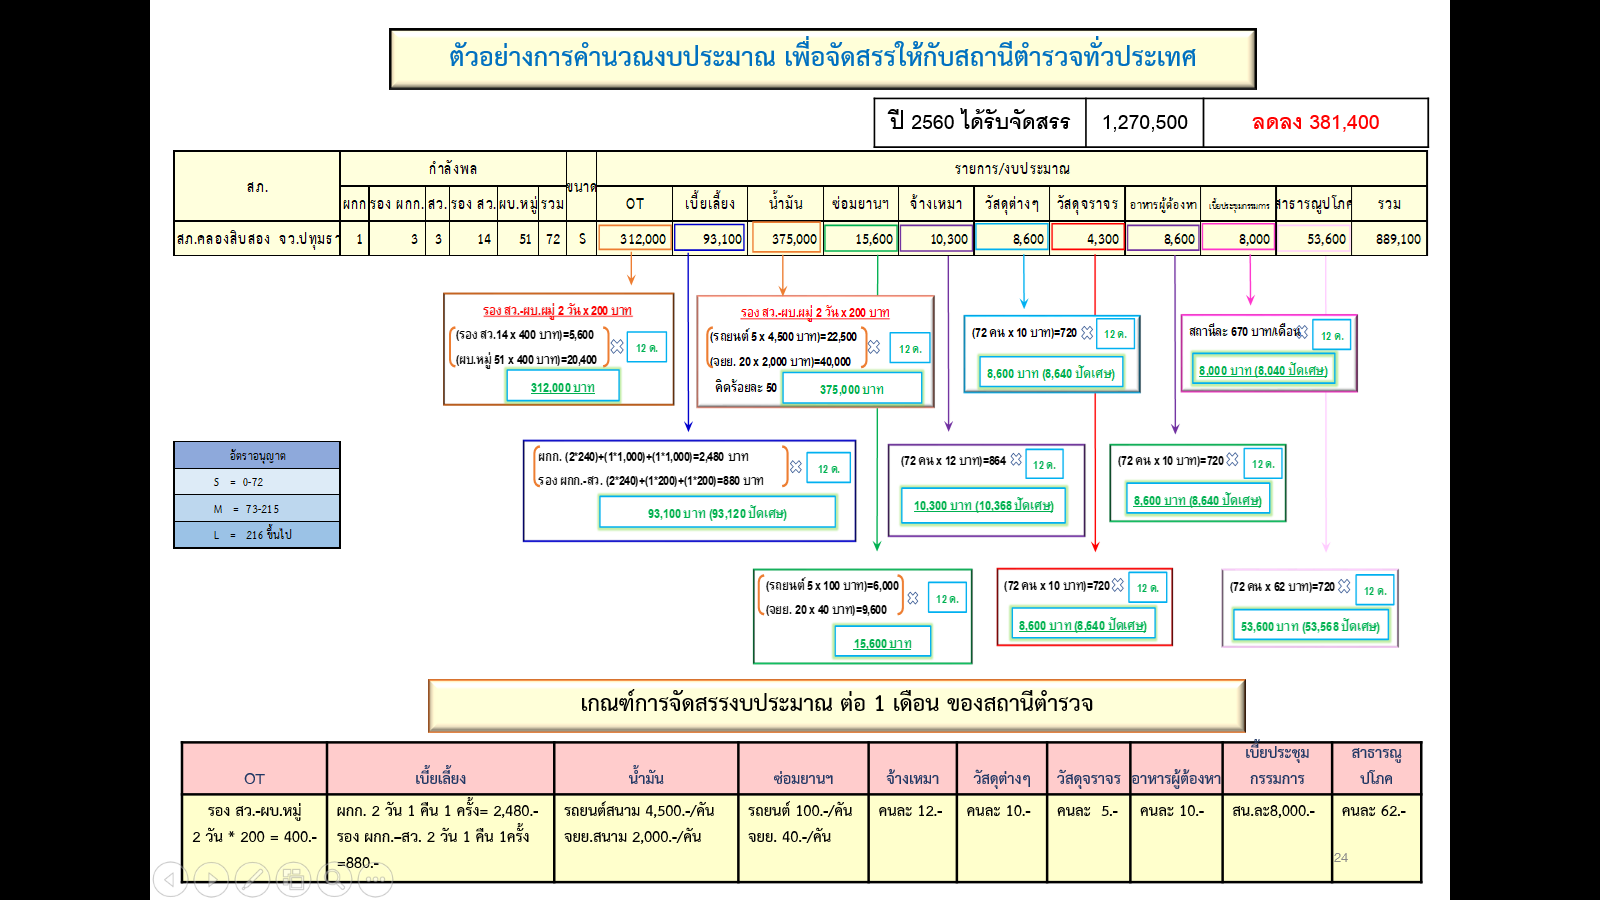 ตัวอย่างการคำนวณงบประมาณ เพื่อจัดสรรให้กับสถานีตำรวจทั่วประเทศ
ปี 2560 ได้รับจัดสรร 1,270,500 ลดลง 381,400
สภ. กำลังพล ขนาด รายการ/งบประมาณ
ผกก รอง ผกก. สว. รอง สว. ผบ.หมู่ รวม OT เบี้ยเลี้ยง น้ำมัน ซ่อมยานฯ จ้างเหมา วัสดุต่างๆ วัสดุจราจร อาหารผู้ต้องหา เบี้ยประชุมกรรมการ สาธารณูปโภค รวม
สภ.คลองสิบสอง จว.ปทุมธา 1 3 3 14 51 72 S 312,000 93,100 375,000 15,600 10,300 8,600 4,300 8,600 8,000 53,600 889,100
รอง สว.-ผบ.ผมู่ 2 วัน x 200 บาท
(รอง สว.14 x 400 บาท)=5,600
(ผบ.หมู่ 51 x 400 บาท)=20,400
12 ด.
312,000 บาท
รอง สว.-ผบ.ผมู่ 2 วัน x 200 บาท
(รถยนต์ 5 x 4,500 บาท)=22,500
(จยย. 20 x 2,000 บาท)=40,000
12 ด.
คิดร้อยละ 50 375,000 บาท
(72 คน x 10 บาท)=720 12 ด.
8,600 บาท (8,640 ปัดเศษ)
สถานีละ 670 บาท/เดือน 12 ด.
8,000 บาท (8,040 ปัดเศษ)
อัตราอนุญาต
S = 0-72
M = 73-215
L = 216 ขึ้นไป
ผกก. (2*240)+(1*1,000)+(1*1,000)=2,480 บาท
รอง ผกก.-สว. (2*240)+(1*200)+(1*200)=880 บาท
12 ด.
93,100 บาท (93,120 ปัดเศษ)
(72 คน x 12 บาท)=864 12 ด.
10,300 บาท (10,368 ปัดเศษ)
(72 คน x 10 บาท)=720 12 ด.
8,600 บาท (8,640 ปัดเศษ)
(รถยนต์ 5 x 100 บาท)=6,000
(จยย. 20 x 40 บาท)=9,600
12 ด.
15,600 บาท
(72 คน x 10 บาท)=720 12 ด.
8,600 บาท (8,640 ปัดเศษ)
(72 คน x 62 บาท)=720 12 ด.
53,600 บาท (53,568 ปัดเศษ)
เกณฑ์การจัดสรรงบประมาณ ต่อ 1 เดือน ของสถานีตำรวจ
OT เบี้ยเลี้ยง น้ำมัน ซ่อมยานฯ จ้างเหมา วัสดุต่างๆ วัสดุจราจร อาหารผู้ต้องหา เบี้ยประชุม กรรมการ สาธารณู ปโภค
รอง สว.-ผบ.หมู่ ผกก. 2 วัน 1 คืน 1 ครั้ง= 2,480.- รถยนต์สนาม 4,500.-/คัน รถยนต์ 100.-/คัน คนละ 12.- คนละ 10.- คนละ 5.- คนละ 10.- สน.ละ8,000.- คนละ 62.-
2 วัน * 200 = 400.- รอง ผกก.–สว. 2 วัน 1 คืน 1ครั้ง จยย.สนาม 2,000.-/คัน จยย. 40.-/คัน
=880.-
24